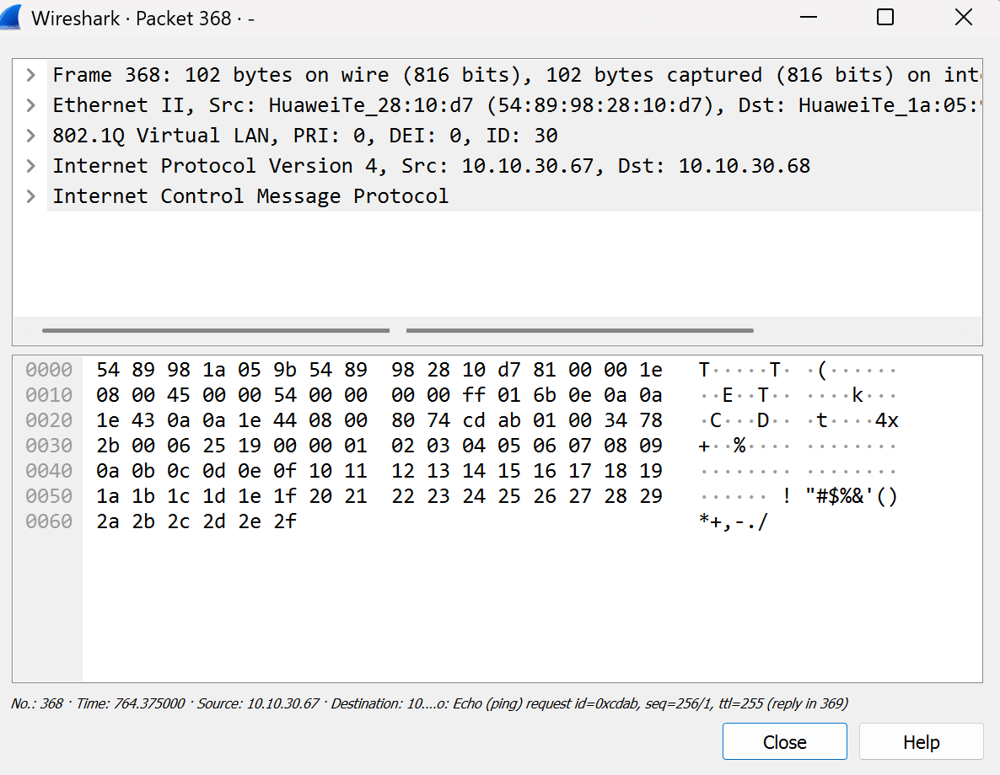 Wireshark · Packet 368 · -
Frame 368: 102 bytes on wire (816 bits), 102 bytes captured (816 bits) on int
Ethernet II, Src: HuaweiTe_28:10:d7 (54:89:98:28:10:d7), Dst: HuaweiTe_1a:05:
802.1Q Virtual LAN, PRI: 0, DEI: 0, ID: 30
Internet Protocol Version 4, Src: 10.10.30.67, Dst: 10.10.30.68
Internet Control Message Protocol
0000 54 89 98 1a 05 9b 54 89 98 28 10 d7 81 00 00 1e T·····T· ·(······
0010 08 00 45 00 00 54 00 00 00 00 ff 01 6b 0e 0a 0a ··E··T·· ····k···
0020 1e 43 0a 0a 1e 44 08 00 80 74 cd ab 01 00 34 78 ·C···D·· ·t····4x
0030 2b 00 06 25 19 00 00 01 02 03 04 05 06 07 08 09 +··%···· ········
0040 0a 0b 0c 0d 0e 0f 10 11 12 13 14 15 16 17 18 19 ········ ········
0050 1a 1b 1c 1d 1e 1f 20 21 22 23 24 25 26 27 28 29 ······ ! "#$%&'()
0060 2a 2b 2c 2d 2e 2f *+,-./
No.: 368 · Time: 764.375000 · Source: 10.10.30.67 · Destination: 10....o: Echo (ping) request id=0xcdab, seq=256/1, ttl=255 (reply in 369)
Close
Help